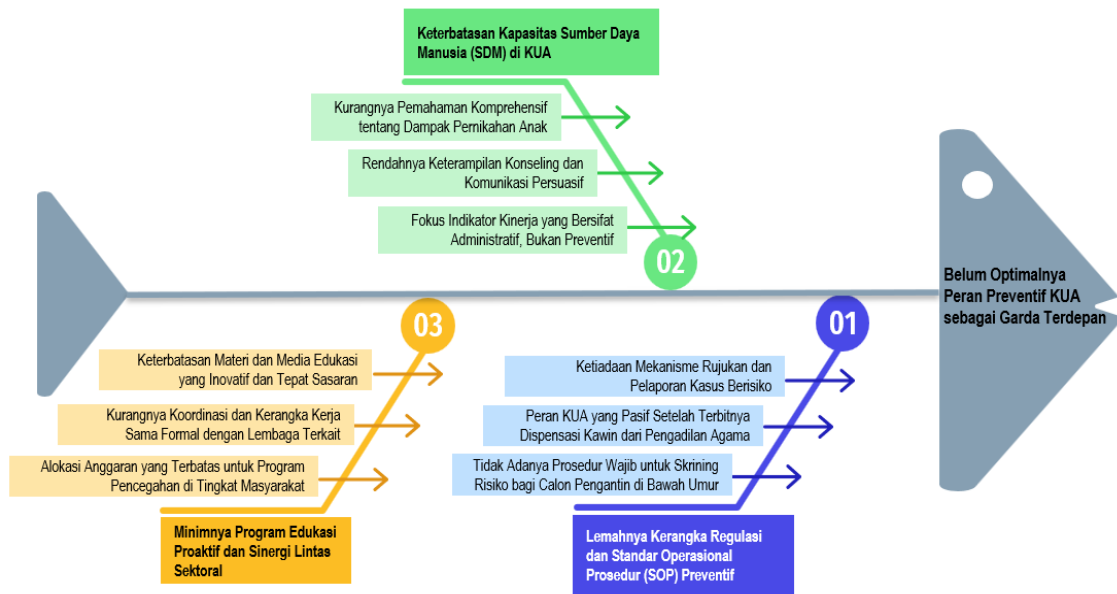 Keterbatasan Kapasitas Sumber Daya
Manusia (SDM) di KUA
Kurangnya Pemahaman Komprehensif
tentang Dampak Pernikahan Anak
Rendahnya Keterampilan Konseling dan
Komunikasi Persuasif
Fokus Indikator Kinerja yang Bersifat
Administratif, Bukan Preventif
02
Belum Optimalnya
Peran Preventif KUA
sebagai Garda Terdepan
03
Keterbatasan Materi dan Media Edukasi
yang Inovatif dan Tepat Sasaran
Kurangnya Koordinasi dan Kerangka Kerja
Sama Formal dengan Lembaga Terkait
Alokasi Anggaran yang Terbatas untuk Program
Pencegahan di Tingkat Masyarakat
Minimnya Program Edukasi
Proaktif dan Sinergi Lintas
Sektoral
01
Ketiadaan Mekanisme Rujukan dan
Pelaporan Kasus Berisiko
Peran KUA yang Pasif Setelah Terbitnya
Dispensasi Kawin dari Pengadilan Agama
Tidak Adanya Prosedur Wajib untuk Skrining
Risiko bagi Calon Pengantin di Bawah Umur
Lemahnya Kerangka Regulasi
dan Standar Operasional
Prosedur (SOP) Preventif